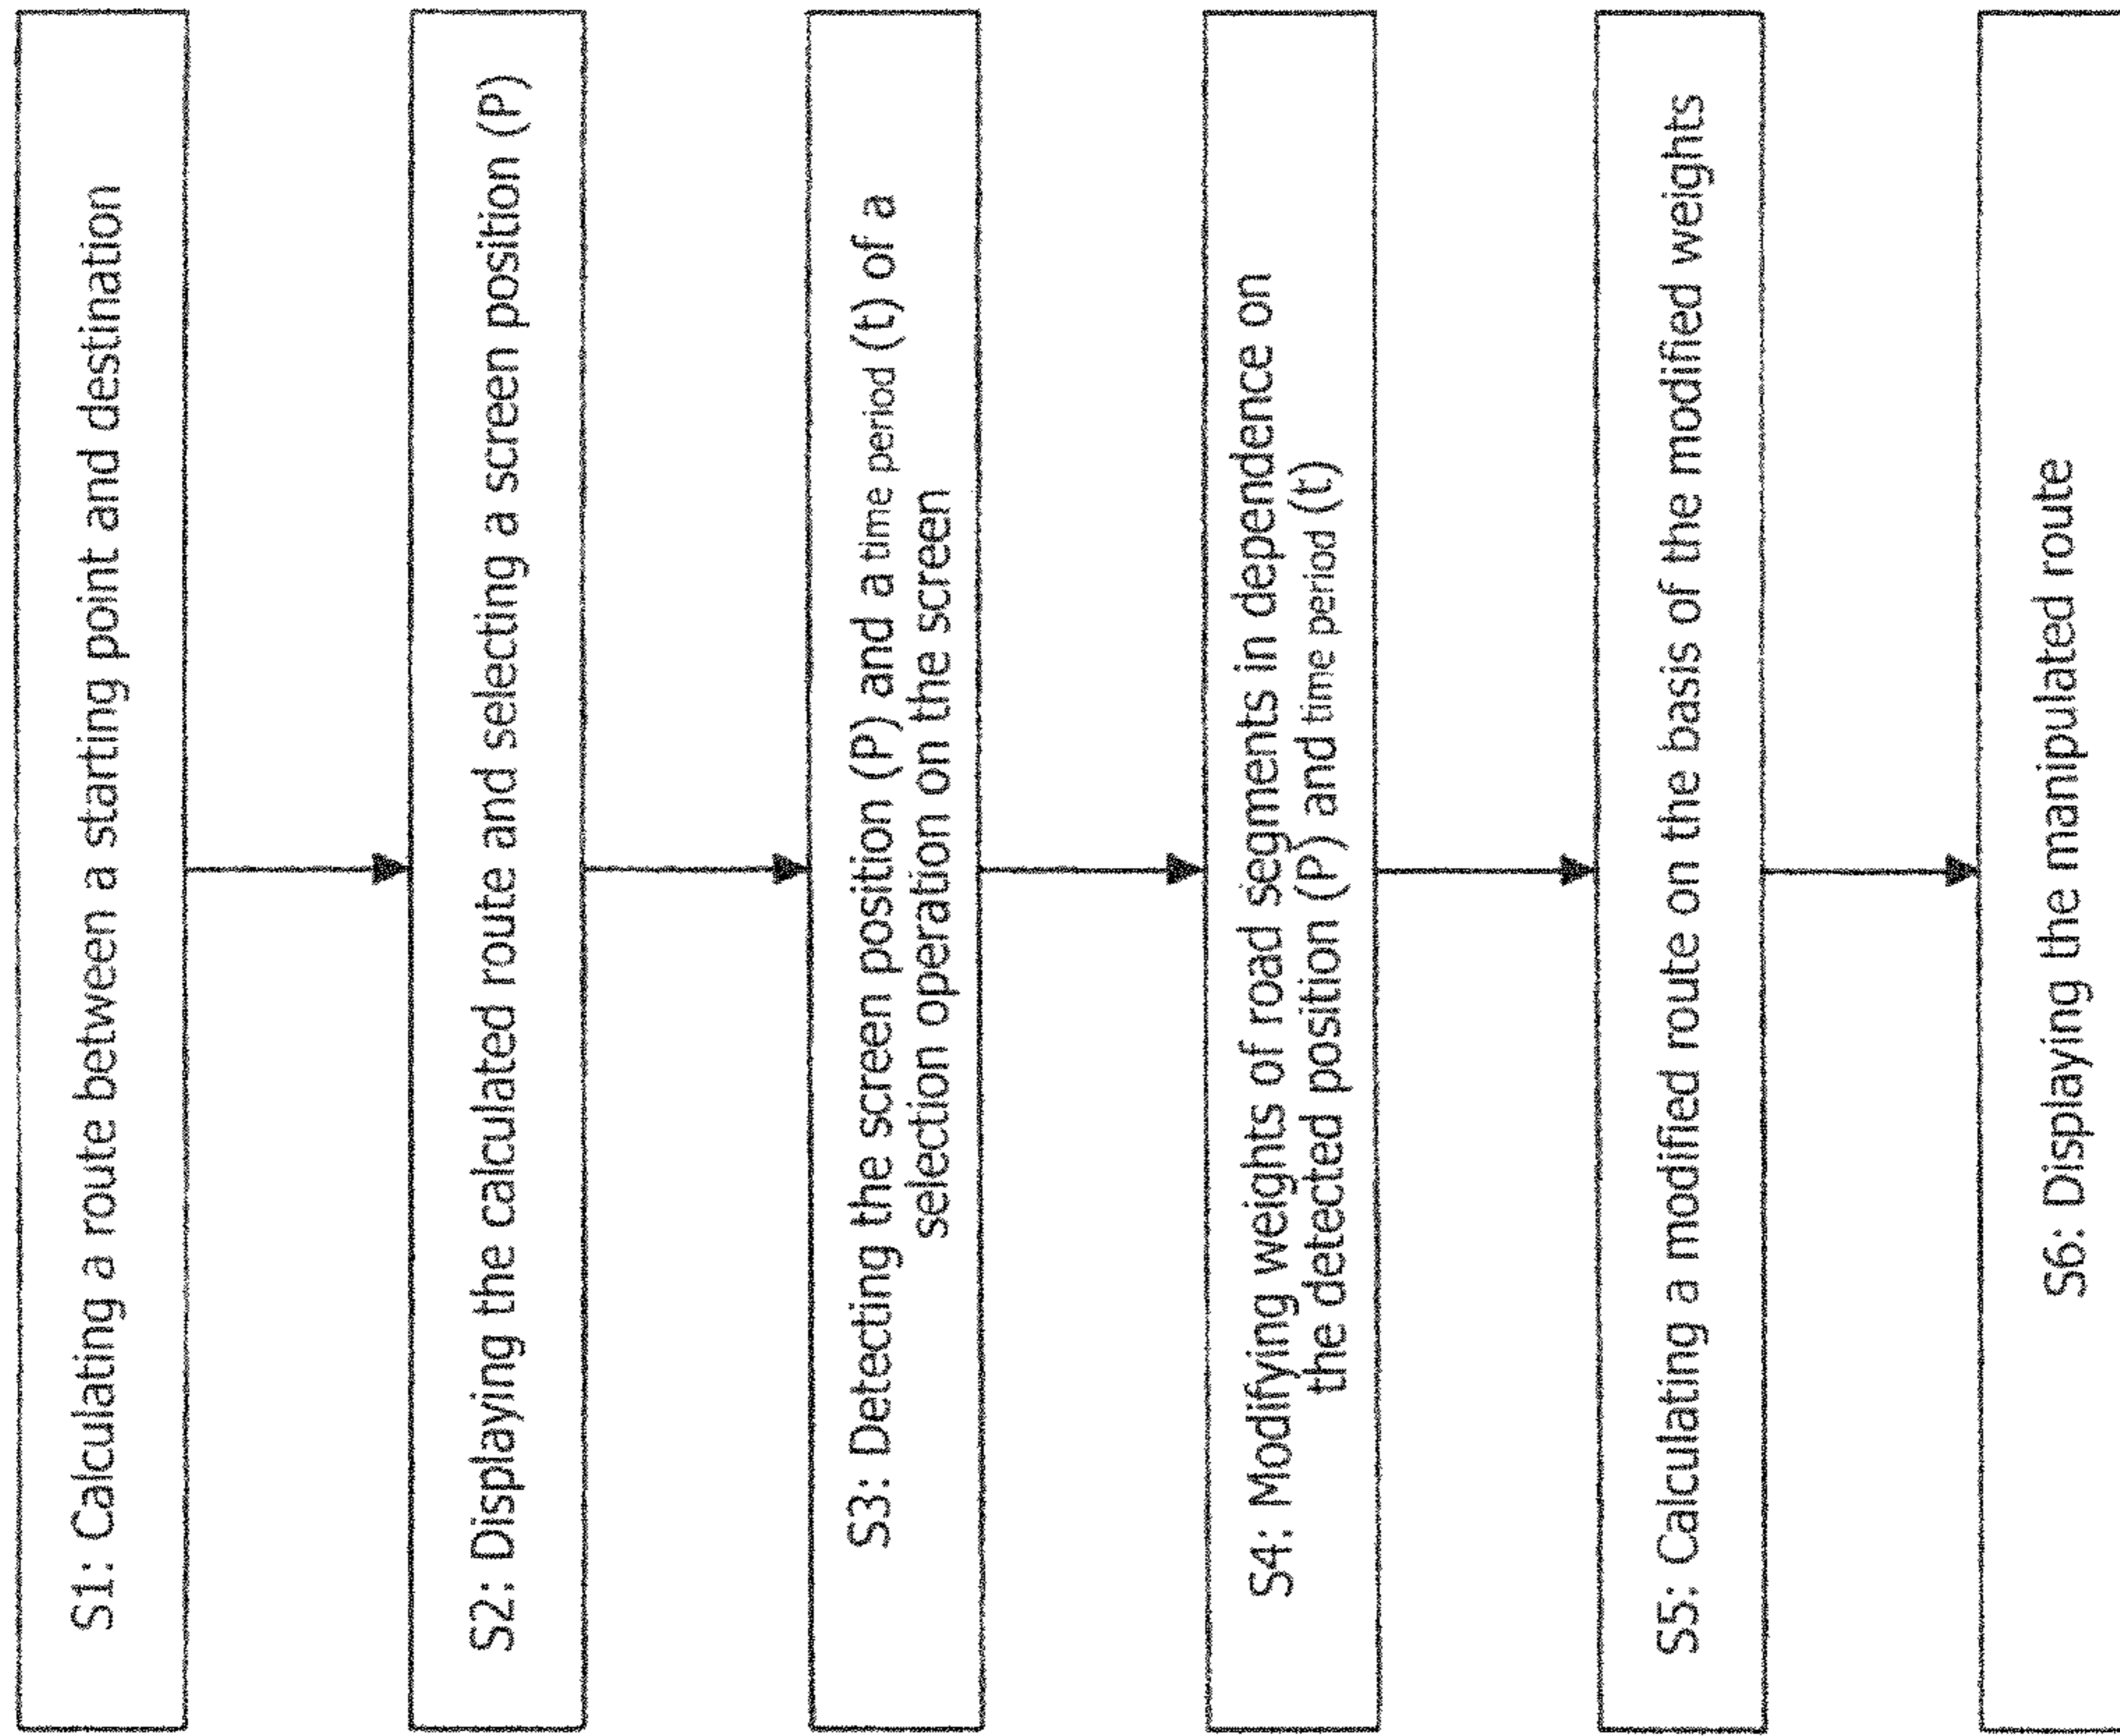 S1: Calculating a route between a starting point and destination
S2: Displaying the calculated route and selecting a screen position (P)
S3: Detecting the screen position (P) and a time period (t) of a
selection operation on the screen
S4: Modifying weights of road segments in dependence on
the detected position (P) and time period (t)
S5: Calculating a modified route on the basis of the modified weights
S6: Displaying the manipulated route